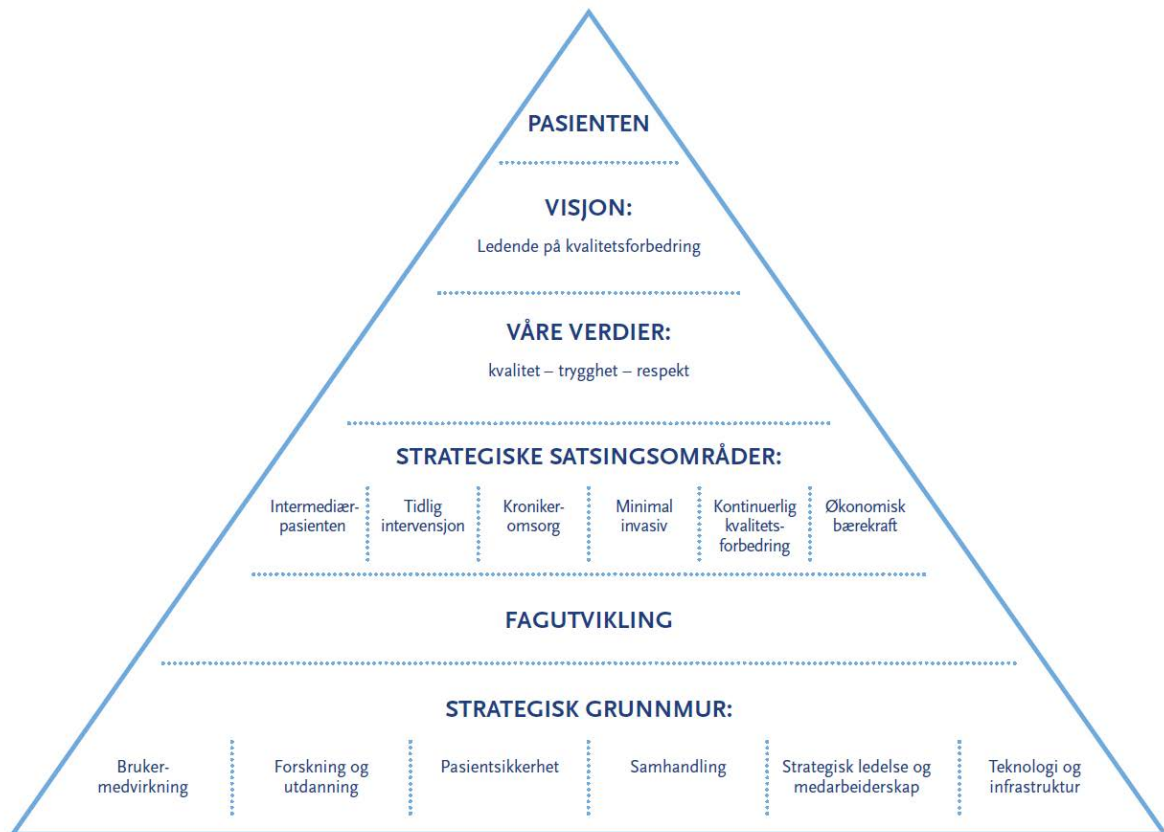 PASIENTEN
VISJON:
Ledende på kvalitetsforbedring
VÅRE VERDIER:
kvalitet – trygghet – respekt
STRATEGISKE SATSINGSOMRÅDER:
Intermediær-
pasienten
Tidlig
intervensjon
Kroniker-
omsorg
Minimal
invasiv
Kontinuerlig
kvalitets-
forbedring
Økonomisk
bærekraft
FAGUTVIKLING
STRATEGISK GRUNNMUR:
Bruker-
medvirkning
Forskning og
utdanning
Pasientsikkerhet
Samhandling
Strategisk ledelse og
medarbeiderskap
Teknologi og
infrastruktur